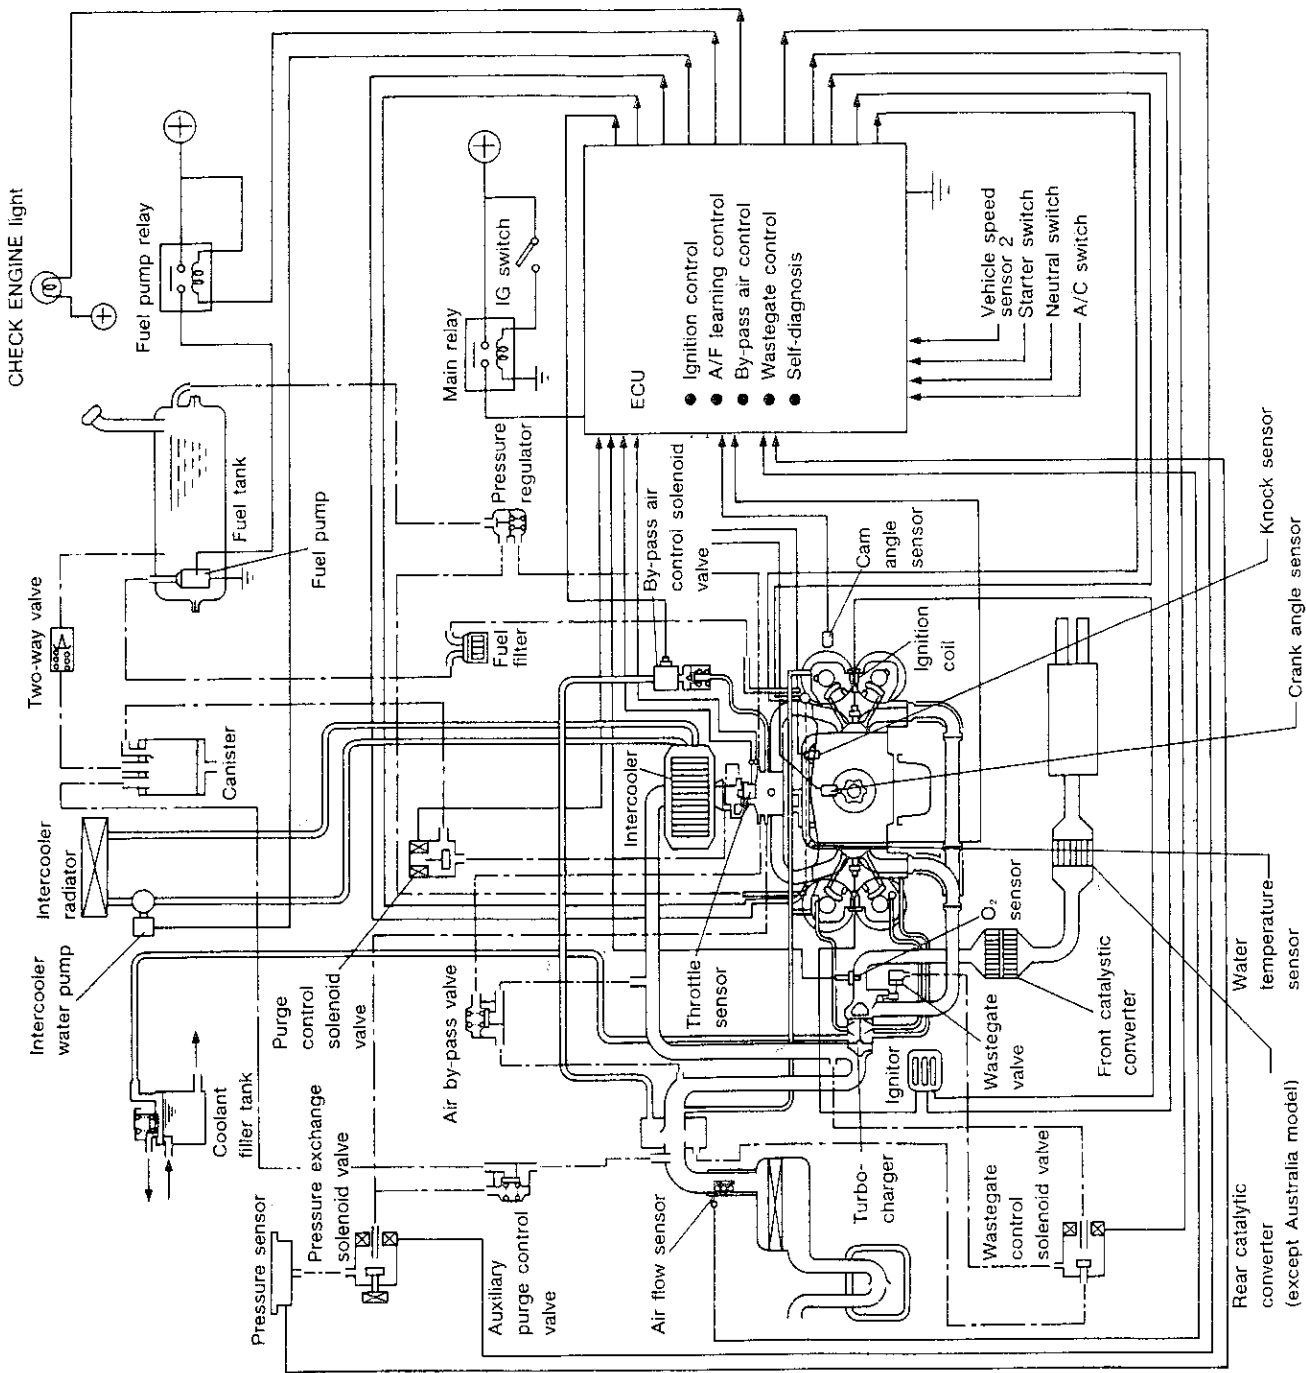 CHECK ENGINE light
Fuel pump relay
Main relay
IG switch
ECU
● Ignition control
● A/F learning control
● By-pass air control
● Wastegate control
● Self-diagnosis
Vehicle speed
sensor 2
Starter switch
Neutral switch
A/C switch
Two-way valve
Fuel tank
Fuel pump
Pressure
regulator
Fuel
filter
By-pass air
control solenoid
valve
Cam
angle
sensor
Ignition
coil
Knock sensor
Crank angle sensor
Canister
Intercooler
radiator
Intercooler
water pump
Intercooler
Purge
control
solenoid
valve
Air by-pass valve
Throttle
sensor
O₂
sensor
Water
temperature
sensor
Front catalystic
converter
Wastegate
valve
Ignitor
Coolant
filler tank
Pressure exchange
solenoid valve
Pressure sensor
Auxiliary
purge control
valve
Air flow sensor
Turbo-
charger
Wastegate
control
solenoid valve
Rear catalytic
converter
(except Australia model)